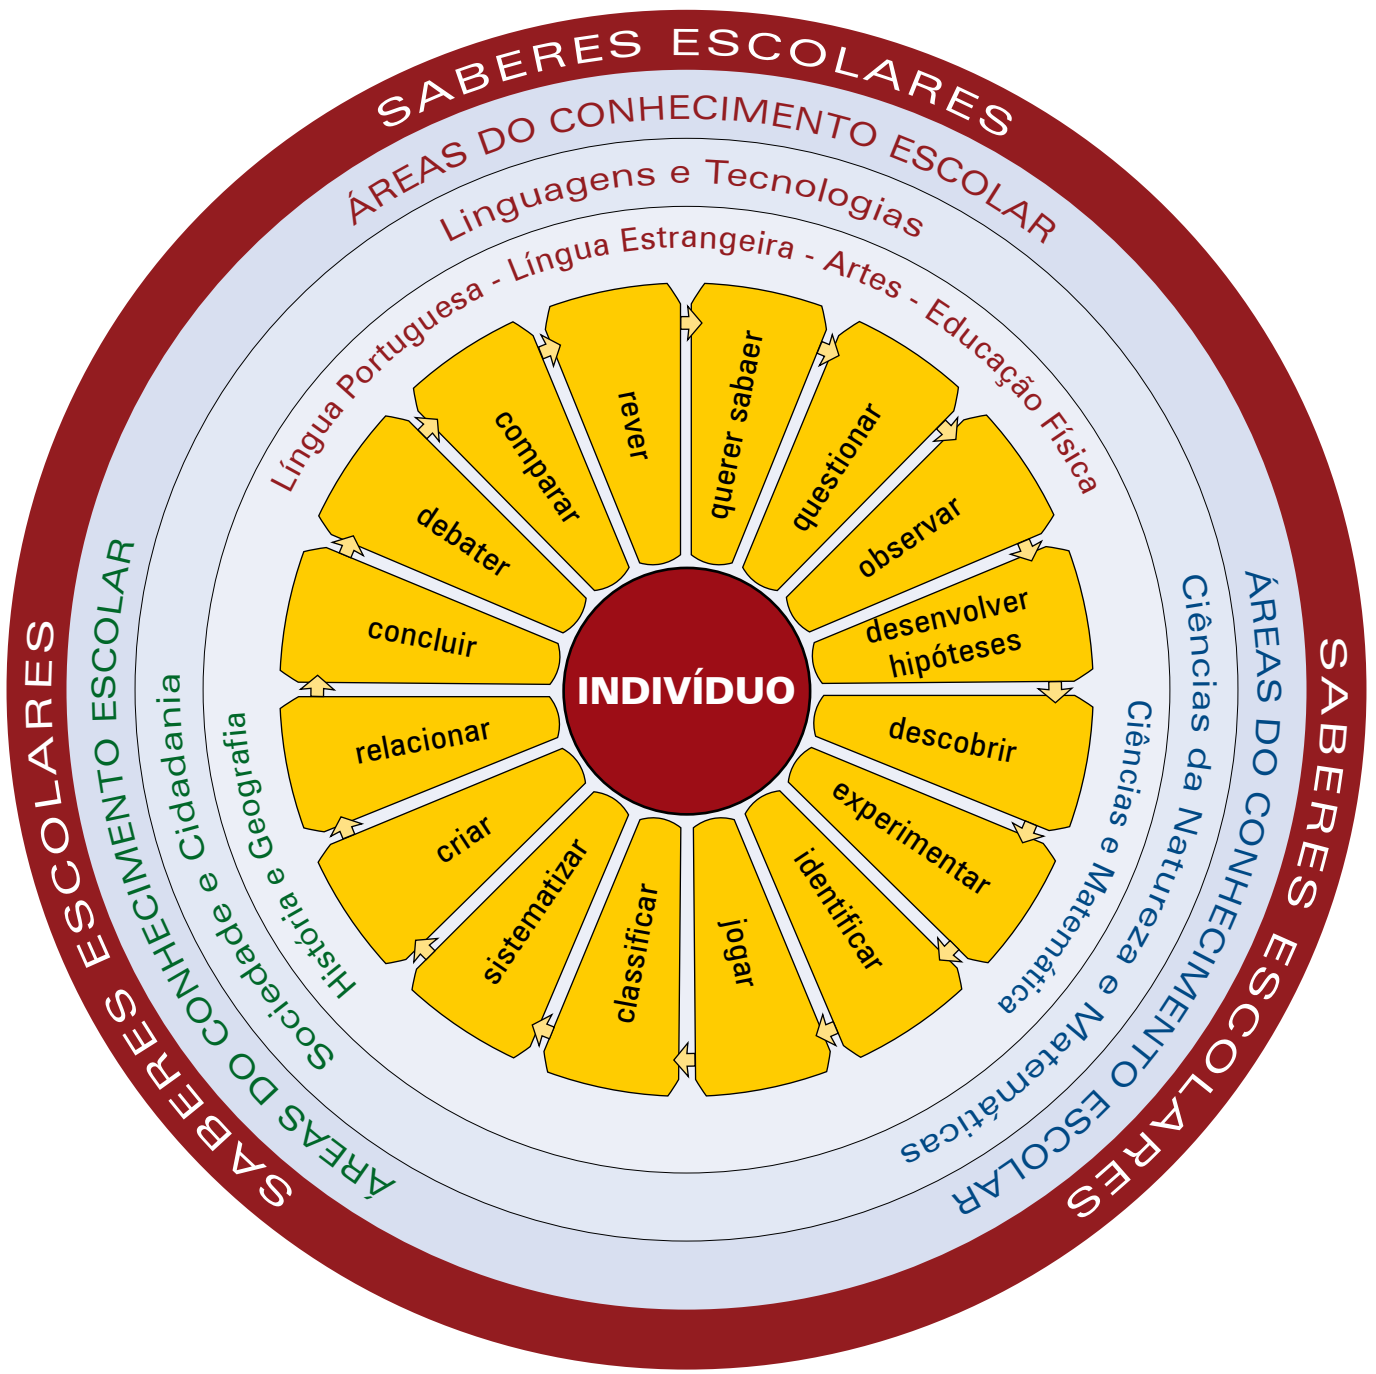 SABERES ESCOLARES
ÁREAS DO CONHECIMENTO ESCOLAR
Linguagens e Tecnologias
Língua Portuguesa - Língua Estrangeira - Artes - Educação Física
SABERES ESCOLARES
ÁREAS DO CONHECIMENTO ESCOLAR
Ciências da Natureza e Matemáticas
Ciências e Matemática
SABERES ESCOLARES
ÁREAS DO CONHECIMENTO ESCOLAR
Sociedade e Cidadania
História e Geografia
querer sabaer
questionar
observar
desenvolver
hipóteses
descobrir
experimentar
identificar
jogar
classificar
sistematizar
criar
relacionar
concluir
debater
comparar
rever
INDIVÍDUO